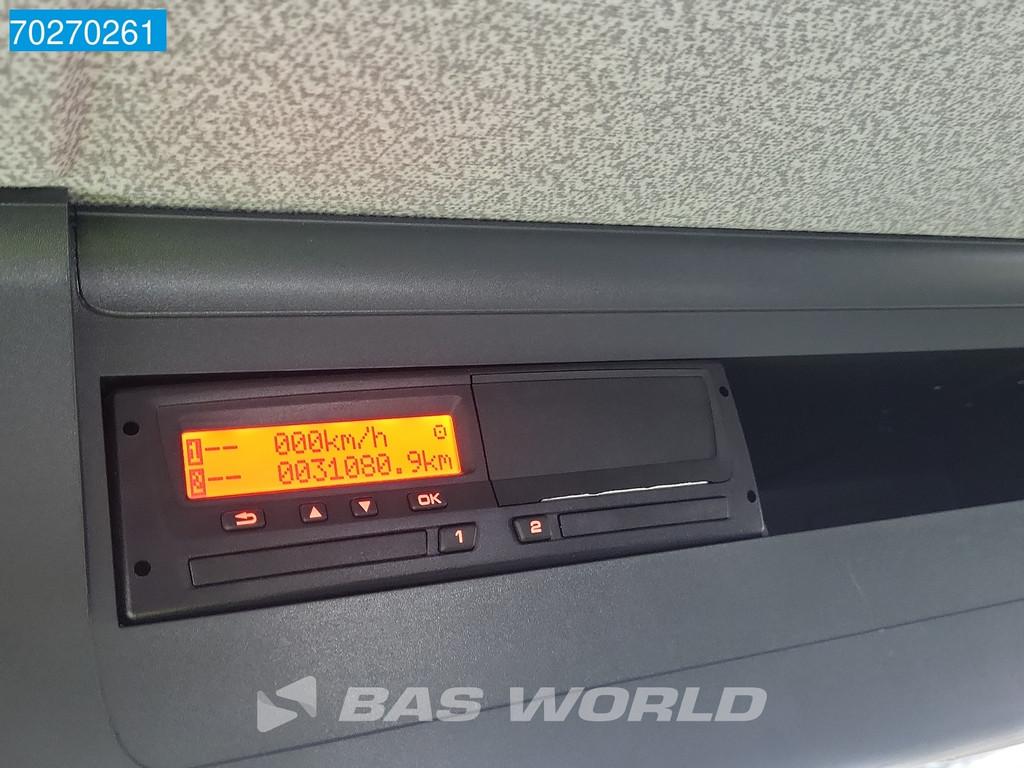 70270261
1-- 000km/h
2-- 0031080.9km
OK
1 2
BAS WORLD